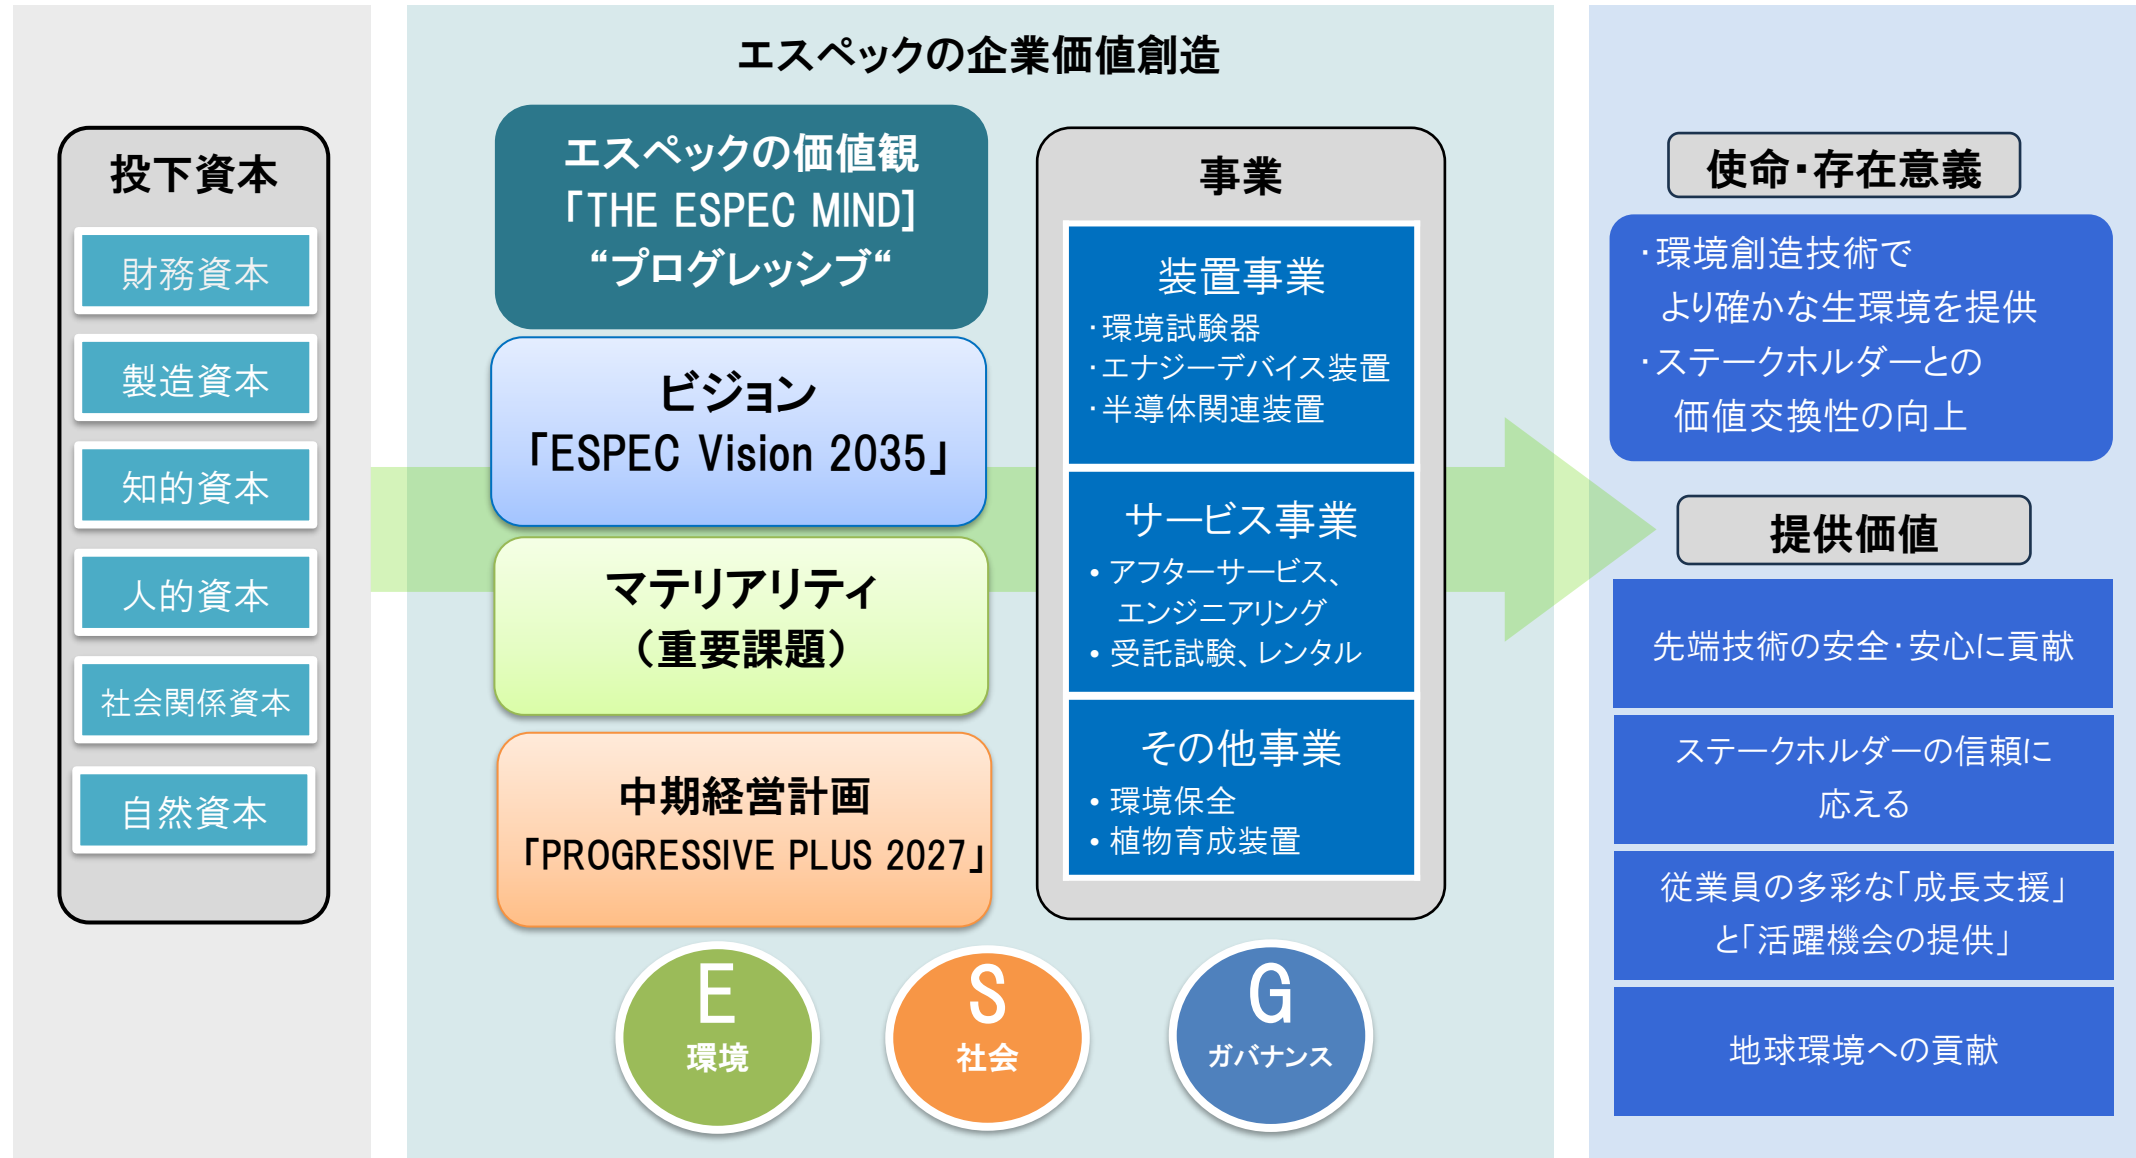 投下資本
財務資本
製造資本
知的資本
人的資本
社会関係資本
自然資本
エスペックの企業価値創造
エスペックの価値観
「THE ESPEC MIND]
“プログレッシブ“
ビジョン
「ESPEC Vision 2035」
マテリアリティ
（重要課題）
中期経営計画
「PROGRESSIVE PLUS 2027」
事業
装置事業
・環境試験器
・エナジーデバイス装置
・半導体関連装置
サービス事業
• アフターサービス、
エンジニアリング
• 受託試験、レンタル
その他事業
• 環境保全
• 植物育成装置
E
環境
S
社会
G
ガバナンス
使命・存在意義
・環境創造技術で
より確かな生環境を提供
・ステークホルダーとの
価値交換性の向上
提供価値
先端技術の安全・安心に貢献
ステークホルダーの信頼に
応える
従業員の多彩な「成長支援」
と「活躍機会の提供」
地球環境への貢献